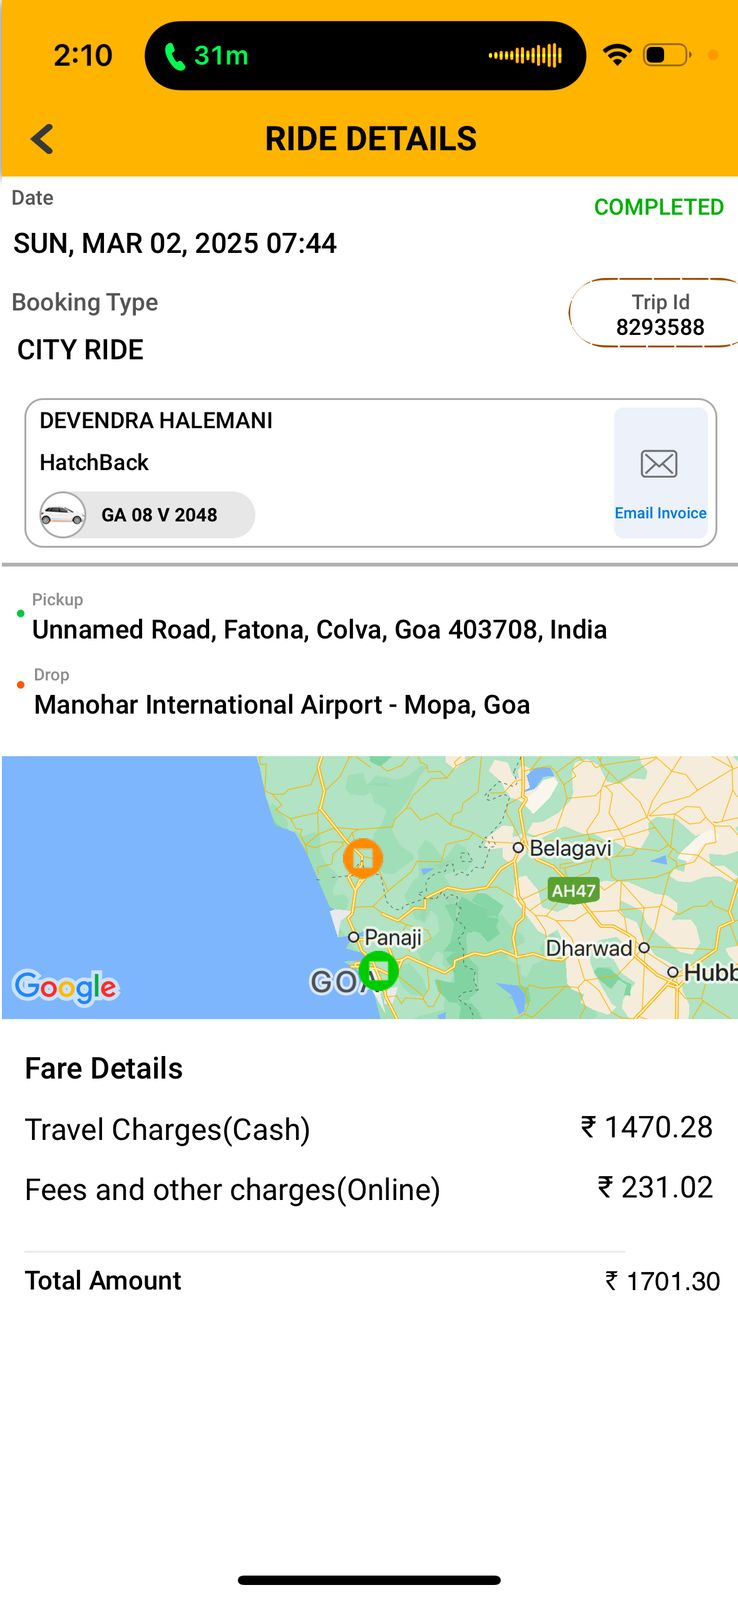 2:10
31m
RIDE DETAILS
Date
COMPLETED
SUN, MAR 02, 2025 07:44
Booking Type
Trip Id
8293588
CITY RIDE
DEVENDRA HALEMANI
HatchBack
GA 08 V 2048
Email Invoice
Pickup
Unnamed Road, Fatona, Colva, Goa 403708, India
Drop
Manohar International Airport - Mopa, Goa
Belagavi
AH47
Panaji
Dharwad
GOA
Hubb
Google
Fare Details
Travel Charges(Cash) ₹ 1470.28
Fees and other charges(Online) ₹ 231.02
Total Amount ₹ 1701.30